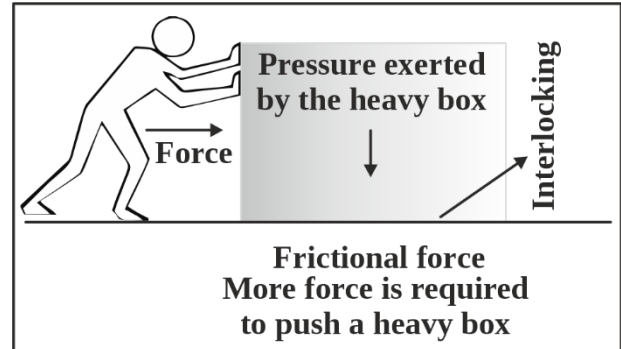 Pressure exerted
by the heavy box
Force
Interlocking
Frictional force
More force is required
to push a heavy box